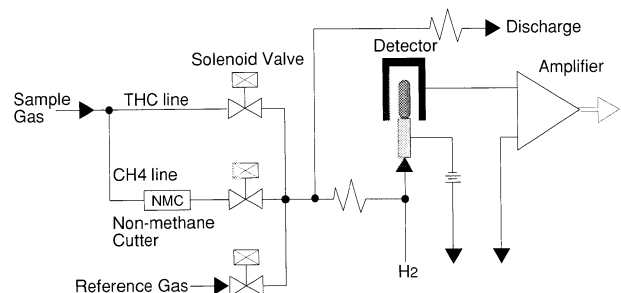 Discharge
Detector
Solenoid Valve
Amplifier
Sample
Gas
THC line
CH4 line
NMC
Non-methane
Cutter
H2
Reference Gas